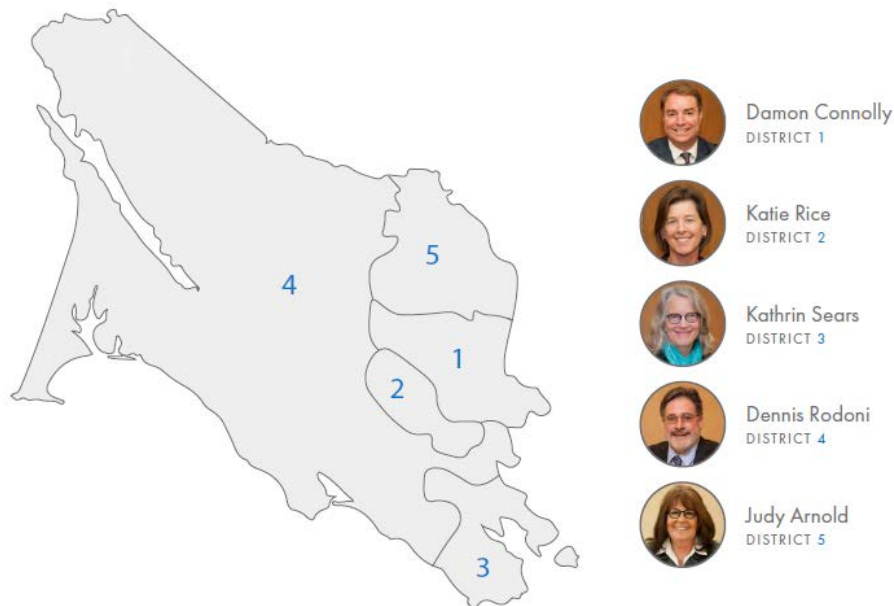 Damon Connolly
DISTRICT 1
Katie Rice
DISTRICT 2
Kathrin Sears
DISTRICT 3
Dennis Rodoni
DISTRICT 4
Judy Arnold
DISTRICT 5
5
4
1
2
3